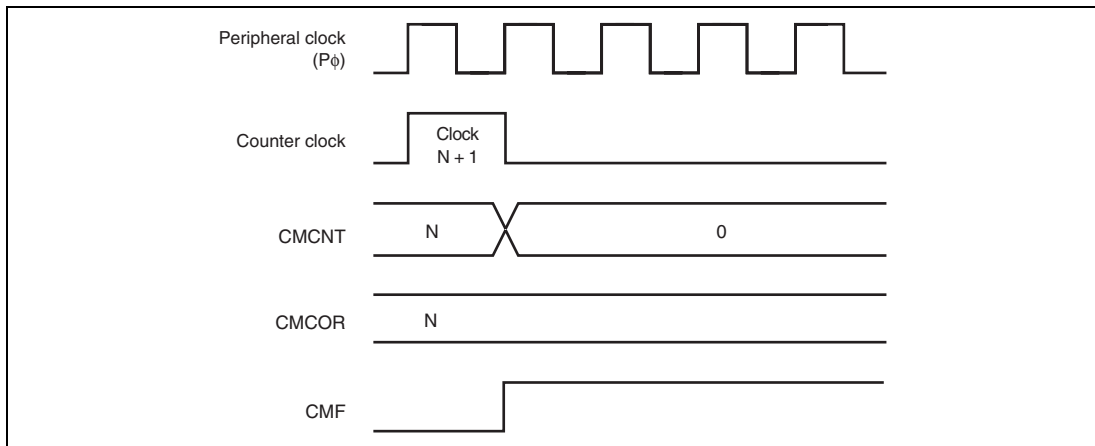 Peripheral clock
(Pφ)
Counter clock
Clock
N + 1
CMCNT
N
0
CMCOR
N
CMF